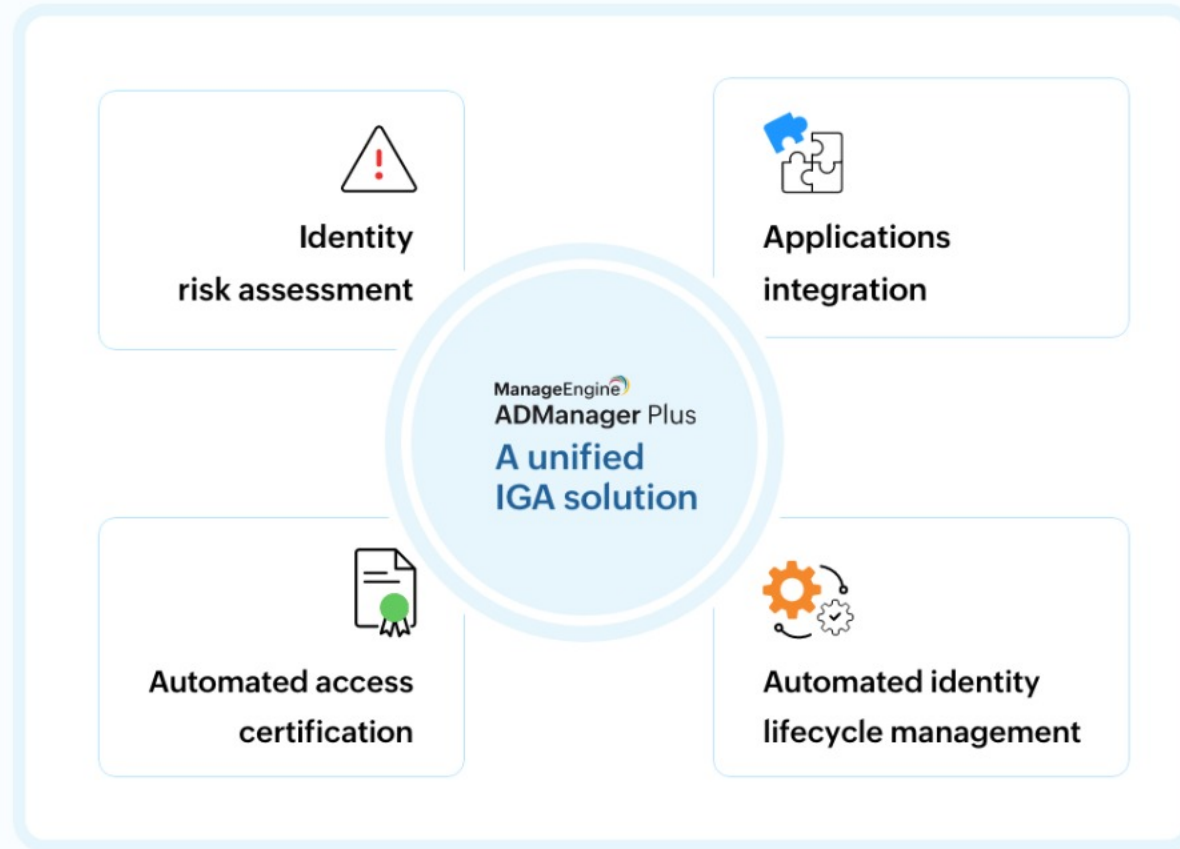 Identity
risk assessment
Applications
integration
ManageEngine
ADManager Plus
A unified
IGA solution
Automated access
certification
Automated identity
lifecycle management